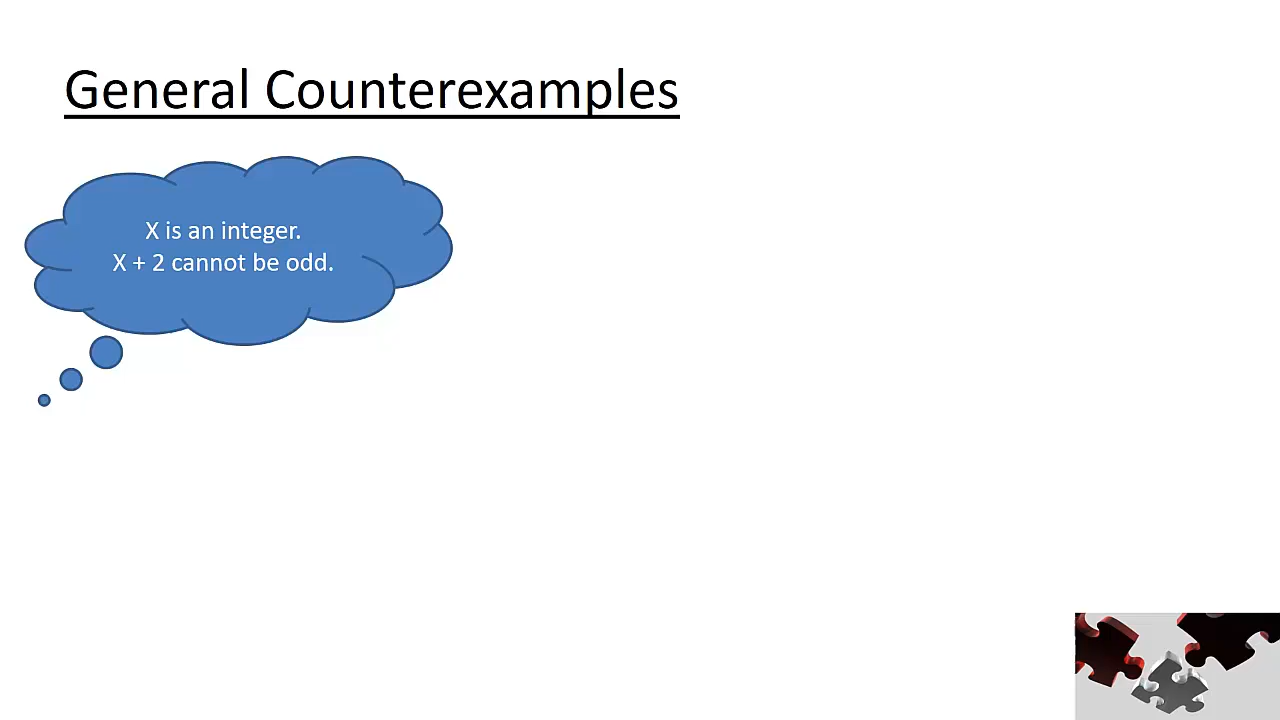 General Counterexamples
X is an integer.
X + 2 cannot be odd.